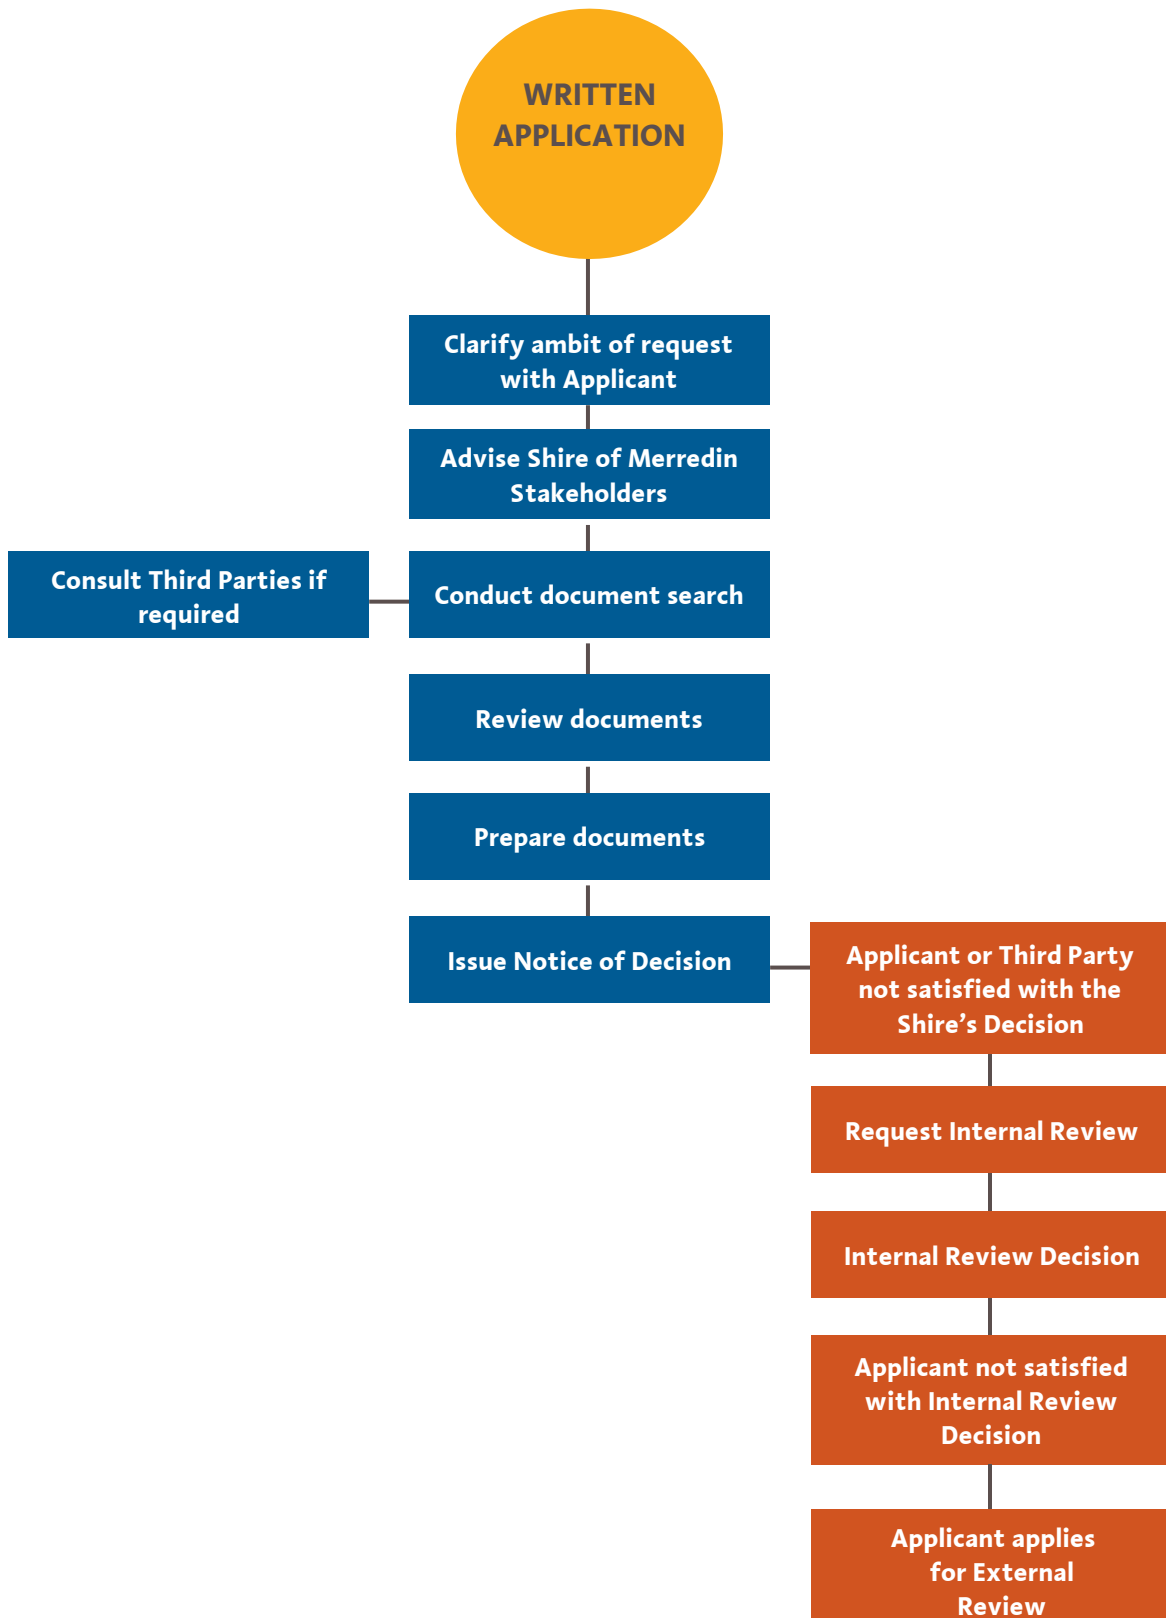 WRITTEN
APPLICATION
Clarify ambit of request
with Applicant
Advise Shire of Merredin
Stakeholders
Consult Third Parties if
required
Conduct document search
Review documents
Prepare documents
Issue Notice of Decision
Applicant or Third Party
not satisfied with the
Shire’s Decision
Request Internal Review
Internal Review Decision
Applicant not satisfied
with Internal Review
Decision
Applicant applies
for External
Review